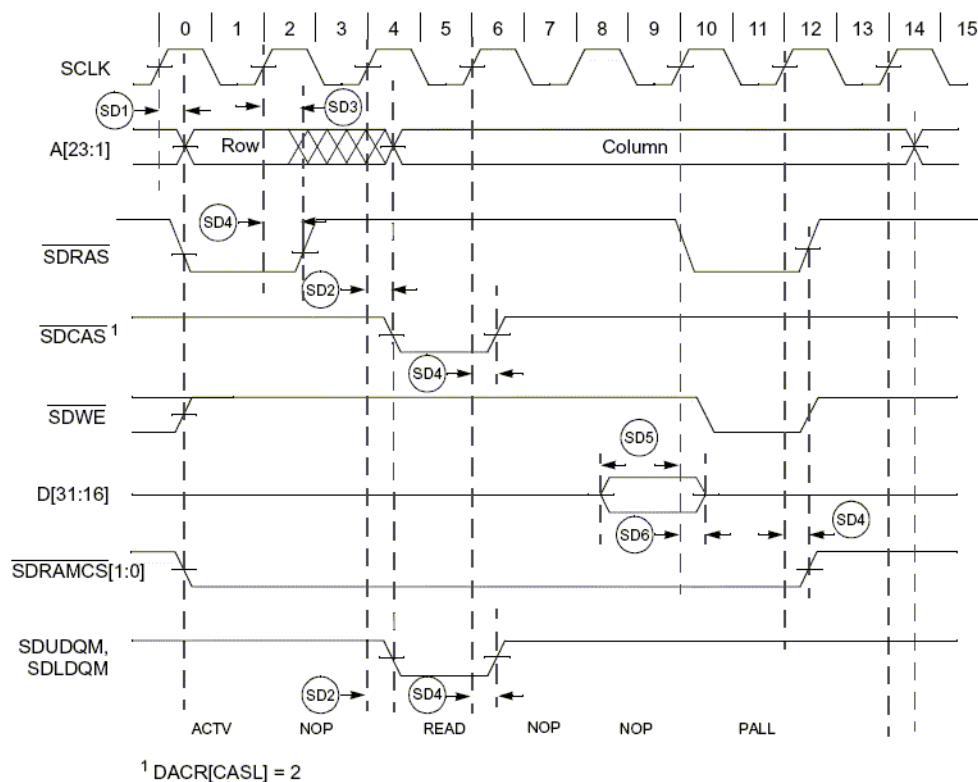 0 1 2 3 4 5 6 7 8 9 10 11 12 13 14 15
SCLK
SD1
SD3
A[23:1]
Row
Column
SD4
SDRAS
SD2
SDCAS 1
SD4
SDWE
SD5
D[31:16]
SD6
SD4
SDRAMCS[1:0]
SDUDQM,
SDLDQM
SD2
SD4
ACTV NOP READ NOP NOP PALL
1 DACR[CASL] = 2